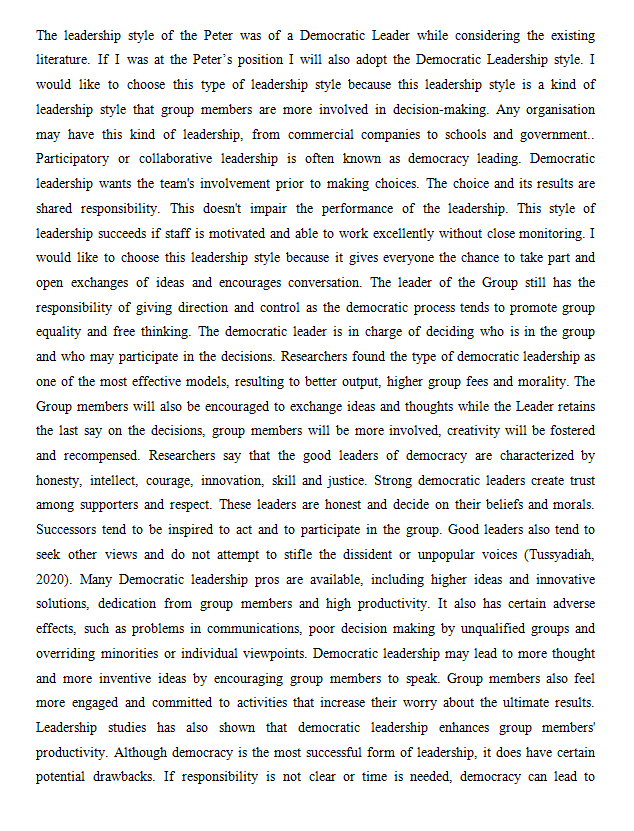 The leadership style of the Peter was of a Democratic Leader while considering the existing
literature. If I was at the Peter's position I will also adopt the Democratic Leadership style. I
would like to choose this type of leadership style because this leadership style is a kind of
leadership style that group members are more involved in decision-making. Any organisation
may have this kind of leadership, from commercial companies to schools and government..
Participatory or collaborative leadership is often known as democracy leading. Democratic
leadership wants the team's involvement prior to making choices. The choice and its results are
shared responsibility. This doesn't impair the performance of the leadership. This style of
leadership succeeds if staff is motivated and able to work excellently without close monitoring. I
would like to choose this leadership style because it gives everyone the chance to take part and
open exchanges of ideas and encourages conversation. The leader of the Group still has the
responsibility of giving direction and control as the democratic process tends to promote group
equality and free thinking. The democratic leader is in charge of deciding who is in the group
and who may participate in the decisions. Researchers found the type of democratic leadership as
one of the most effective models, resulting to better output, higher group fees and morality. The
Group members will also be encouraged to exchange ideas and thoughts while the Leader retains
the last say on the decisions, group members will be more involved, creativity will be fostered
and recompensed. Researchers say that the good leaders of democracy are characterized by
honesty, intellect, courage, innovation, skill and justice. Strong democratic leaders create trust
among supporters and respect. These leaders are honest and decide on their beliefs and morals.
Successors tend to be inspired to act and to participate in the group. Good leaders also tend to
seek other views and do not attempt to stifle the dissident or unpopular voices (Tussyadiah,
2020). Many Democratic leadership pros are available, including higher ideas and innovative
solutions, dedication from group members and high productivity. It also has certain adverse
effects, such as problems in communications, poor decision making by unqualified groups and
overriding minorities or individual viewpoints. Democratic leadership may lead to more thought
and more inventive ideas by encouraging group members to speak. Group members also feel
more engaged and committed to activities that increase their worry about the ultimate results.
Leadership studies has also shown that democratic leadership enhances group members'
productivity. Although democracy is the most successful form of leadership, it does have certain
potential drawbacks. If responsibility is not clear or time is needed, democracy can lead to